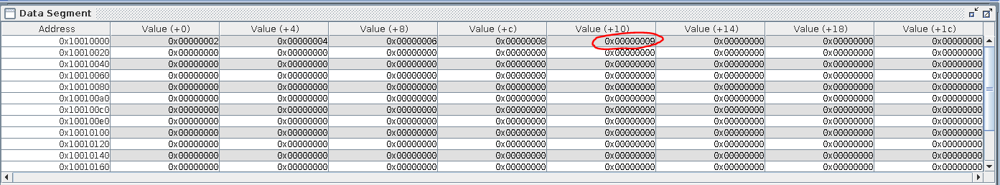 Data Segment
Address Value (+0) Value (+4) Value (+8) Value (+c) Value (+10) Value (+14) Value (+18) Value (+1c)
0x10010000 0x00000002 0x00000004 0x00000006 0x00000008 0x00000009 0x00000000 0x00000000 0x00000000
0x10010020 0x00000000 0x00000000 0x00000000 0x00000000 0x00000000 0x00000000 0x00000000 0x00000000
0x10010040 0x00000000 0x00000000 0x00000000 0x00000000 0x00000000 0x00000000 0x00000000 0x00000000
0x10010060 0x00000000 0x00000000 0x00000000 0x00000000 0x00000000 0x00000000 0x00000000 0x00000000
0x10010080 0x00000000 0x00000000 0x00000000 0x00000000 0x00000000 0x00000000 0x00000000 0x00000000
0x100100a0 0x00000000 0x00000000 0x00000000 0x00000000 0x00000000 0x00000000 0x00000000 0x00000000
0x100100c0 0x00000000 0x00000000 0x00000000 0x00000000 0x00000000 0x00000000 0x00000000 0x00000000
0x100100e0 0x00000000 0x00000000 0x00000000 0x00000000 0x00000000 0x00000000 0x00000000 0x00000000
0x10010100 0x00000000 0x00000000 0x00000000 0x00000000 0x00000000 0x00000000 0x00000000 0x00000000
0x10010120 0x00000000 0x00000000 0x00000000 0x00000000 0x00000000 0x00000000 0x00000000 0x00000000
0x10010140 0x00000000 0x00000000 0x00000000 0x00000000 0x00000000 0x00000000 0x00000000 0x00000000
0x10010160 0x00000000 0x00000000 0x00000000 0x00000000 0x00000000 0x00000000 0x00000000 0x00000000